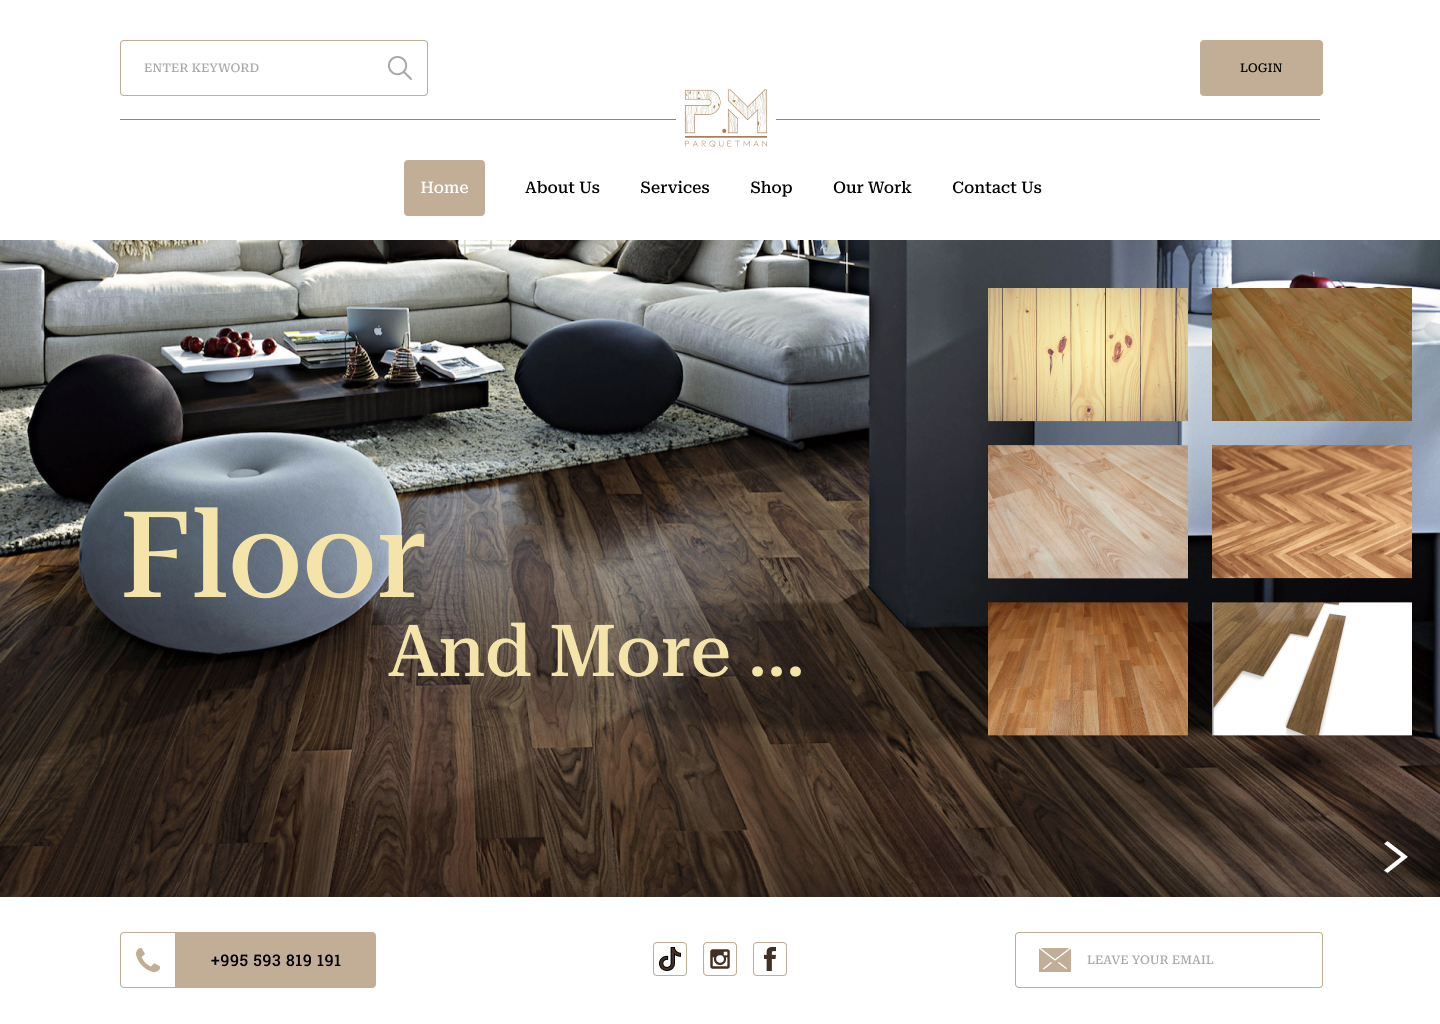 ENTER KEYWORD
LOGIN
P.M
PARQUETMAN
Home
About Us
Services
Shop
Our Work
Contact Us
Floor
And More ...
+995 593 819 191
LEAVE YOUR EMAIL